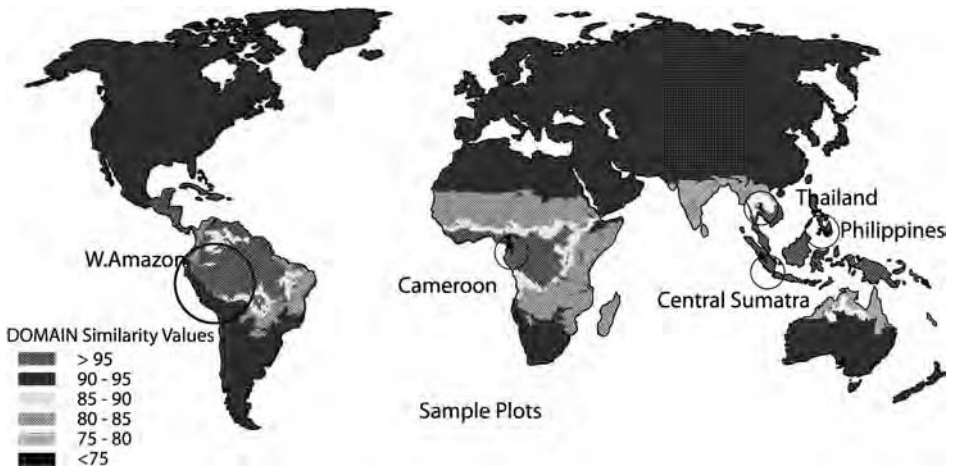 Thailand
Philippines
W.Amazon
Cameroon
Central Sumatra
DOMAIN Similarity Values
> 95
90 - 95
85 - 90
80 - 85
75 - 80
<75
Sample Plots